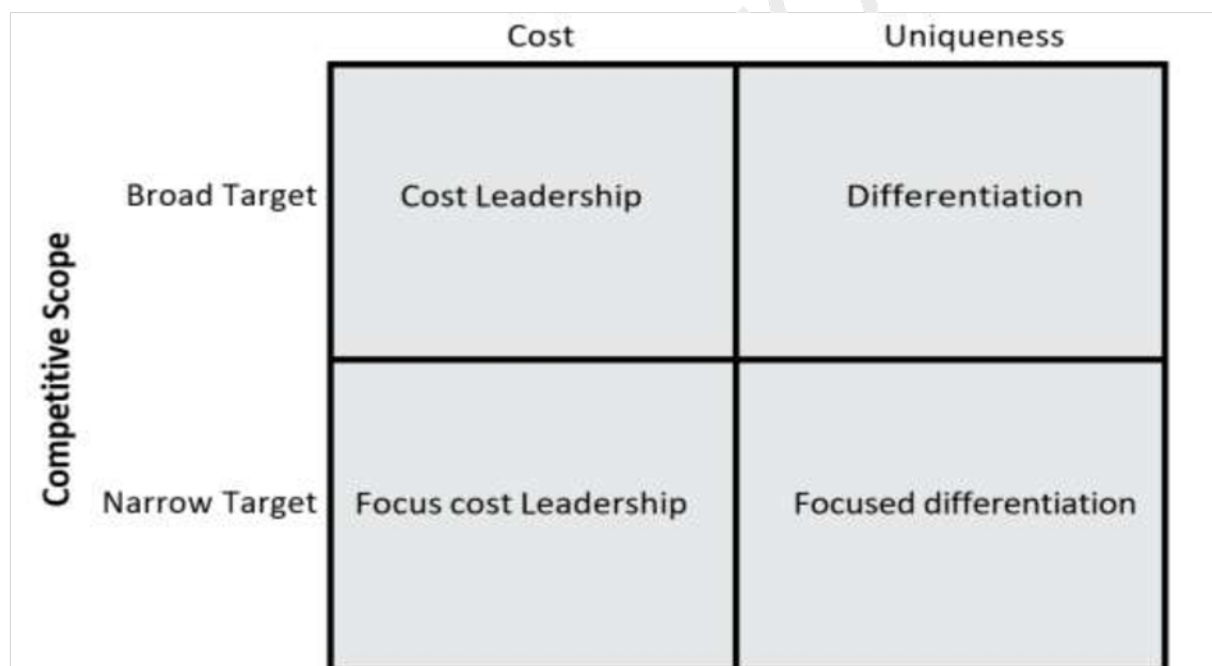 Cost Uniqueness
Broad Target Cost Leadership Differentiation
Competitive Scope
Narrow Target Focus cost Leadership Focused differentiation